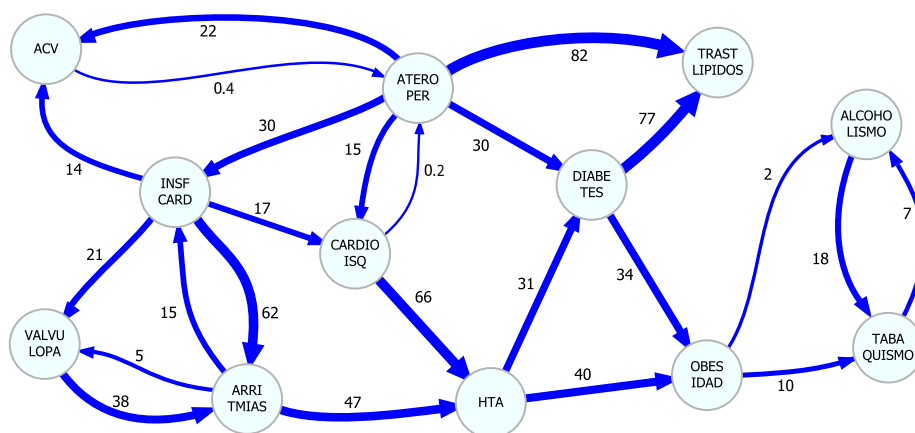 22
ACV
82
TRAST
LIPIDOS
ATERO
PER
0.4
ALCOHO
LISMO
77
30
15
30
14
0.2
2
INSF
CARD
DIABE
TES
17
7
CARDIO
ISQ
21
18
34
31
66
15
62
VALVU
LOPA
TABA
QUISMO
5
OBES
IDAD
40
10
ARRI
TMIAS
38
47
HTA